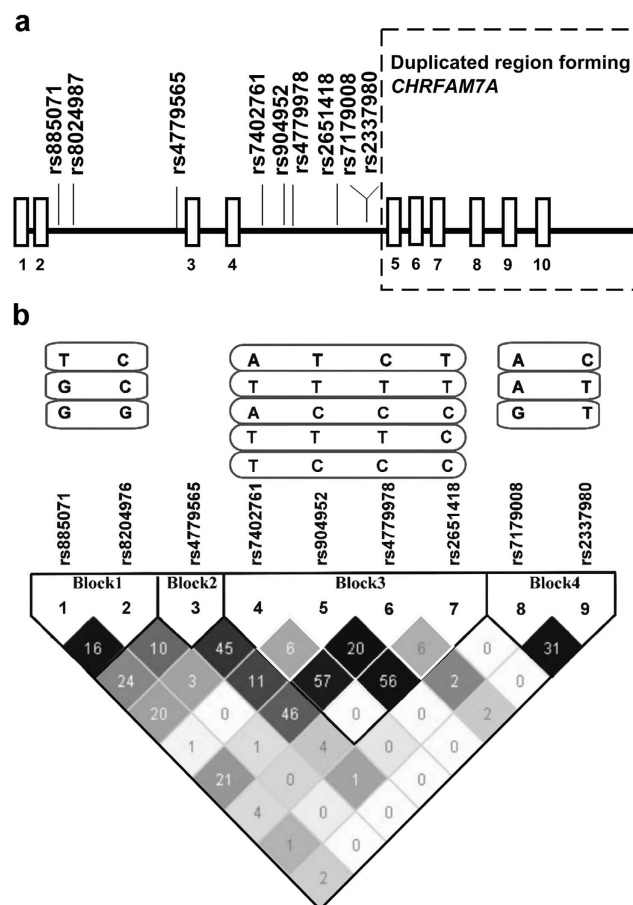 a
Duplicated region forming
CHRFAM7A
rs885071
rs8024987
rs4779565
rs7402761
rs904952
rs4779978
rs2651418
rs7179008
rs2337980
1 2 3 4 5 6 7 8 9 10
b
T C
G C
G G
A T C T
T T T T
A C C C
T T T C
T C C C
A C
A T
G T
rs885071
rs8204976
rs4779565
rs7402761
rs904952
rs4779978
rs2651418
rs7179008
rs2337980
Block1 Block2 Block3 Block4
1 2 3 4 5 6 7 8 9
16 10 45 6 20 6 0 31
24 3 11 57 56 2 0
20 0 46 0 0 2
1 1 4 0 0
21 0 1 0
4 0 0
1 0
2